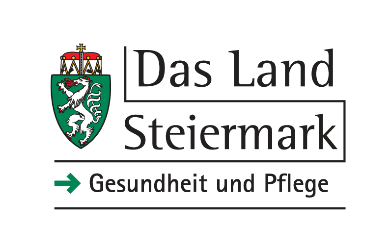 Das Land
Steiermark
→ Gesundheit und Pflege